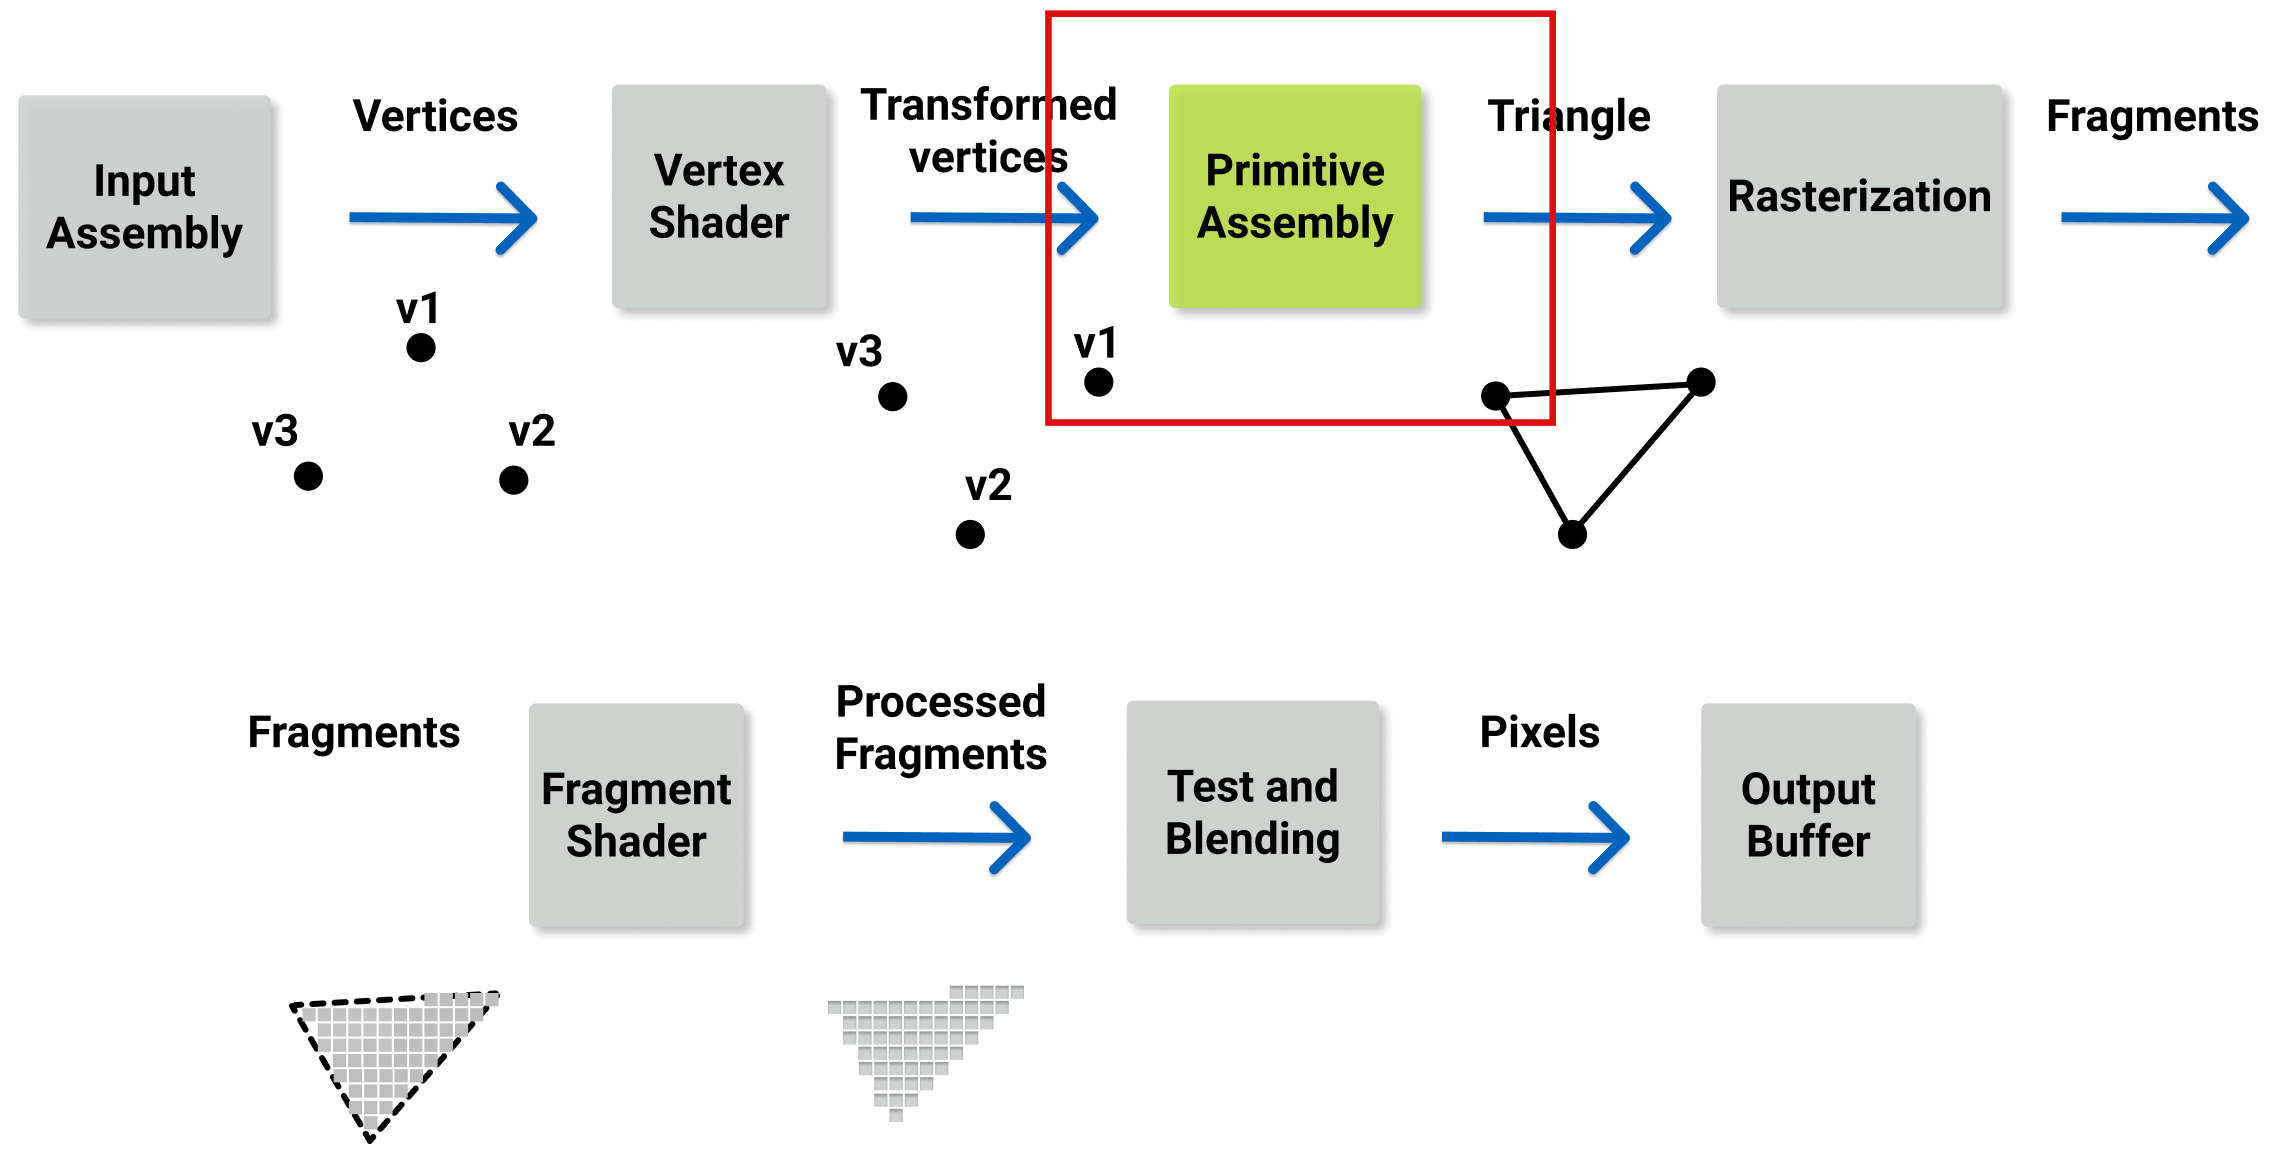 Input
Assembly
Vertices
Vertex
Shader
Transformed
vertices
Primitive
Assembly
Triangle
Rasterization
Fragments
v1
v3
v2
v3
v1
v2
Fragments
Fragment
Shader
Processed
Fragments
Test and
Blending
Pixels
Output
Buffer